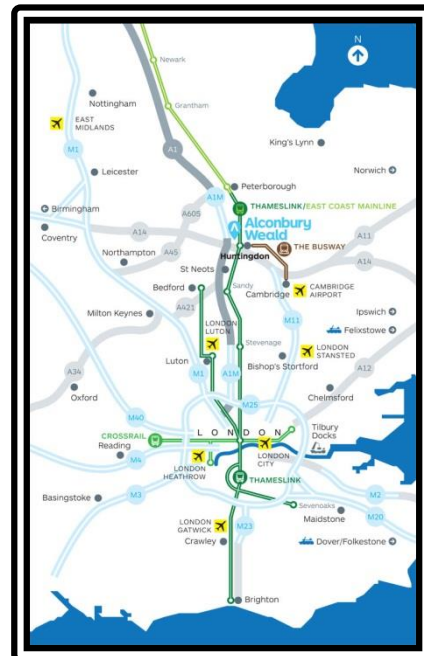 N
Newark
Nottingham
Grantham
EAST
MIDLANDS
King's Lynn
M1
A1
Norwich
Leicester
A1M
Peterborough
THAMESLINK/EAST COAST MAINLINE
Birmingham
A605
Alconbury
Weald
A11
Coventry
A14
THE BUSWAY
Huntingdon
A45
Northampton
A14
St Neots
CAMBRIDGE
AIRPORT
Bedford
Sandy
Cambridge
A421
Ipswich
Milton Keynes
LONDON
LUTON
M11
Felixstowe
Stevenage
LONDON
STANSTED
Luton
Bishop's Stortford
A34
M1
A1M
A12
Oxford
Chelmsford
M25
M40
LONDON
Tilbury
Docks
CROSSRAIL
Reading
LONDON
CITY
M4
LONDON
HEATHROW
THAMESLINK
M3
M2
Basingstoke
Sevenoaks
LONDON
GATWICK
Maidstone
M20
M23
Crawley
Dover/Folkestone
Brighton